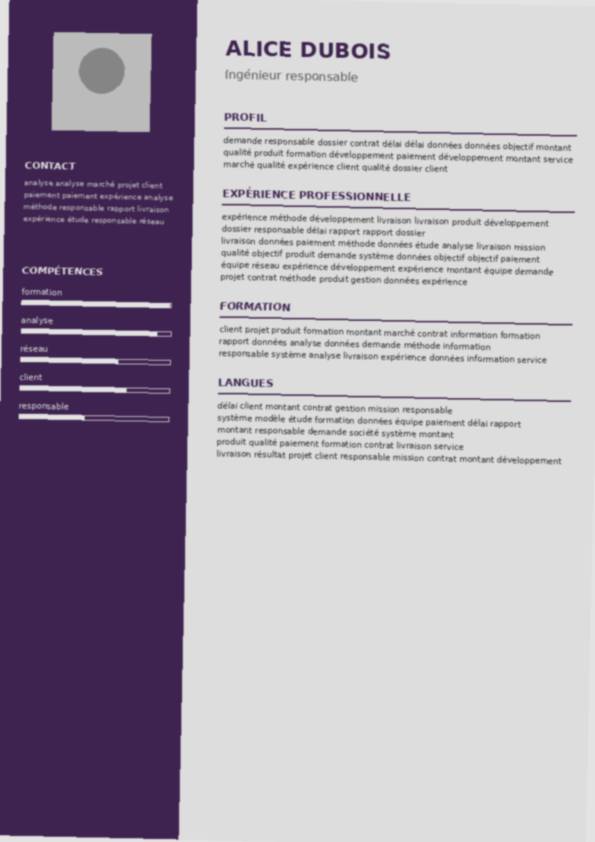 CONTACT
analyse analyse marché projet client
paiement paiement expérience analyse
méthode responsable rapport livraison
expérience étude responsable réseau
COMPÉTENCES
formation
analyse
réseau
client
responsable
ALICE DUBOIS
Ingénieur responsable
PROFIL
demande responsable dossier contrat délai délai données données objectif montant
qualité produit formation développement paiement développement montant service
marché qualité expérience client qualité dossier client
EXPÉRIENCE PROFESSIONNELLE
expérience méthode développement livraison livraison produit développement
dossier responsable délai rapport rapport dossier
livraison données paiement méthode données étude analyse livraison mission
qualité objectif produit demande système données objectif objectif paiement
équipe réseau expérience développement expérience montant équipe demande
projet contrat méthode produit gestion données expérience
FORMATION
client projet produit formation montant marché contrat information formation
rapport données analyse données demande méthode information
responsable système analyse livraison expérience données information service
LANGUES
délai client montant contrat gestion mission responsable
système modèle étude formation données équipe paiement délai rapport
montant responsable demande société système montant
produit qualité paiement formation contrat livraison service
livraison résultat projet client responsable mission contrat montant développement